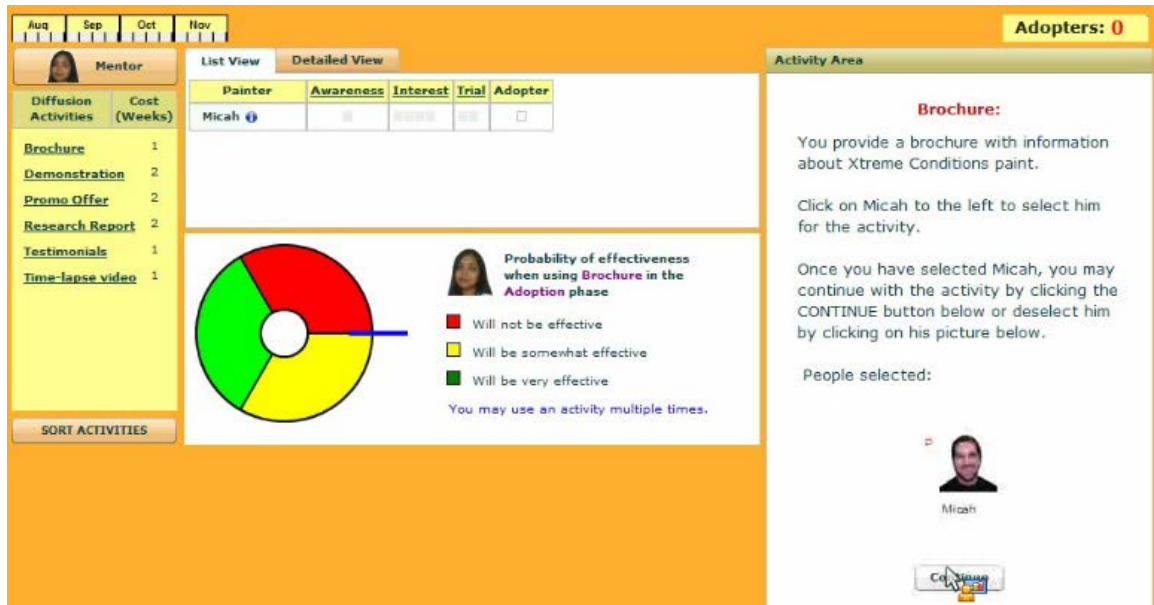 Aug Sep Oct Nov
Adopters: 0
Mentor
Diffusion Activities
Cost (Weeks)
Brochure 1
Demonstration 2
Promo Offer 2
Research Report 2
Testimonials 1
Time-lapse video 1
SORT ACTIVITIES
List View Detailed View
Painter Awareness Interest Trial Adopter
Micah
Probability of effectiveness
when using Brochure in the
Adoption phase
Will not be effective
Will be somewhat effective
Will be very effective
You may use an activity multiple times.
Activity Area
Brochure:
You provide a brochure with information
about Xtreme Conditions paint.
Click on Micah to the left to select him
for the activity.
Once you have selected Micah, you may
continue with the activity by clicking the
CONTINUE button below or deselect him
by clicking on his picture below.
People selected:
Micah